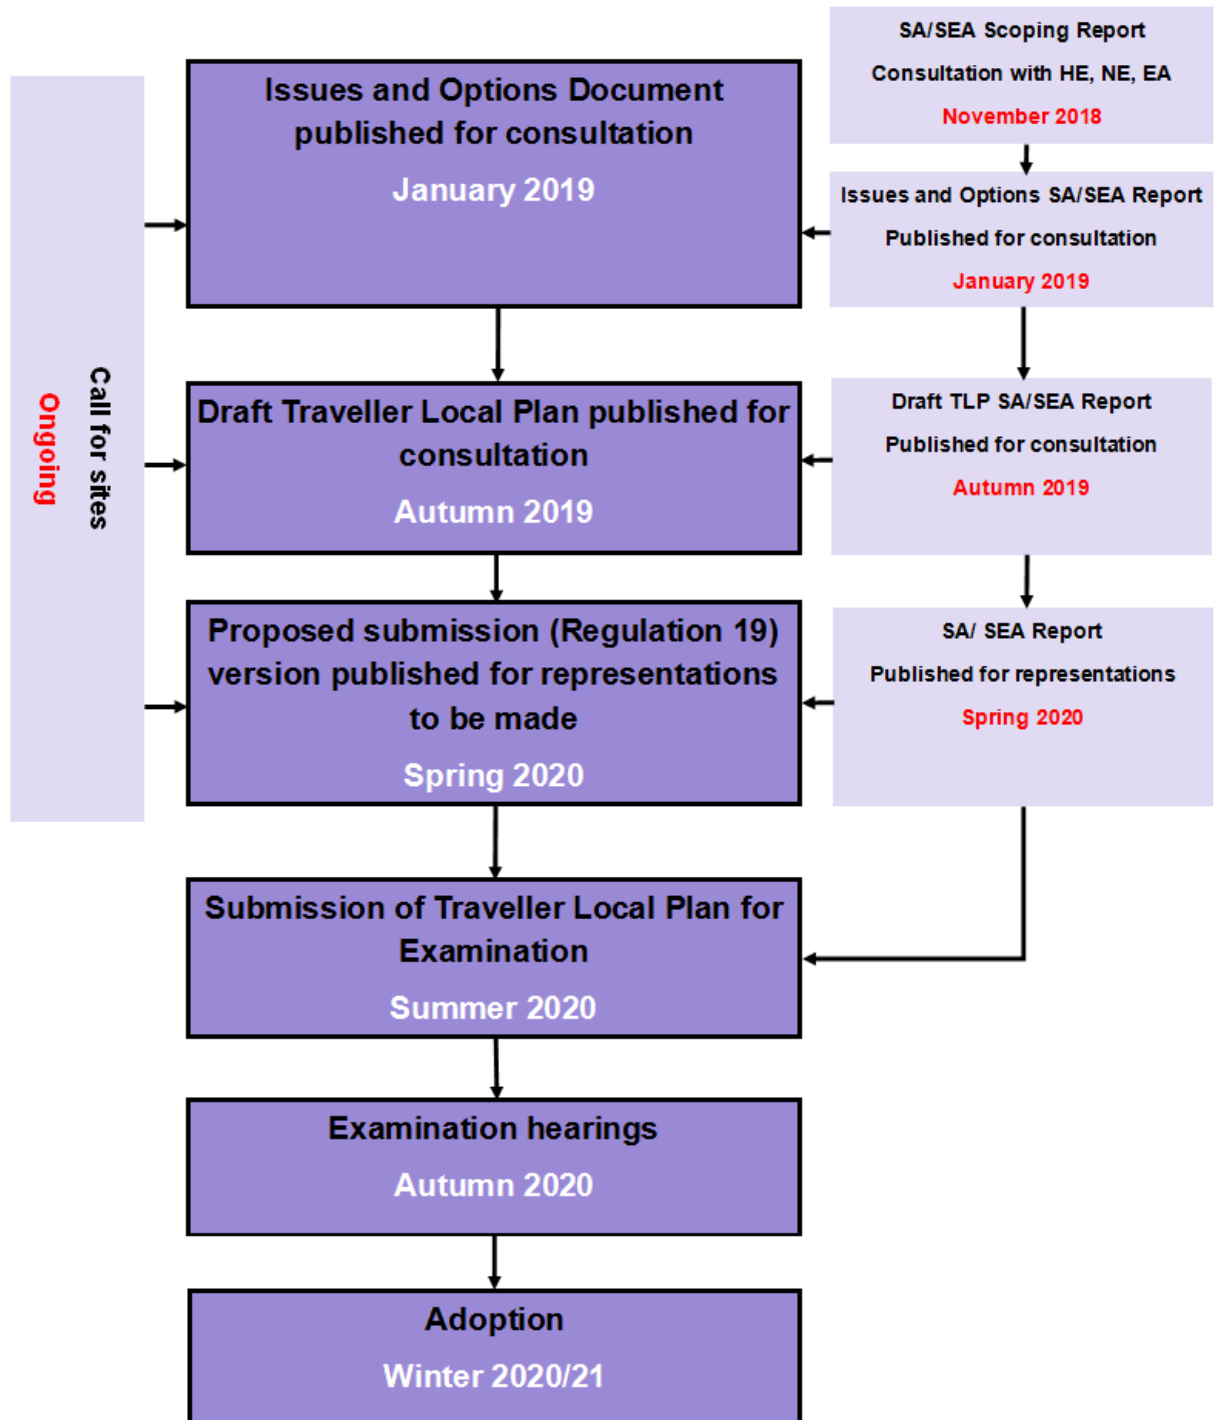 SA/SEA Scoping Report
Consultation with HE, NE, EA
November 2018
Issues and Options Document
published for consultation
January 2019
Issues and Options SA/SEA Report
Published for consultation
January 2019
Call for sites
Ongoing
Draft Traveller Local Plan published for
consultation
Autumn 2019
Draft TLP SA/SEA Report
Published for consultation
Autumn 2019
Proposed submission (Regulation 19)
version published for representations
to be made
Spring 2020
SA/ SEA Report
Published for representations
Spring 2020
Submission of Traveller Local Plan for
Examination
Summer 2020
Examination hearings
Autumn 2020
Adoption
Winter 2020/21